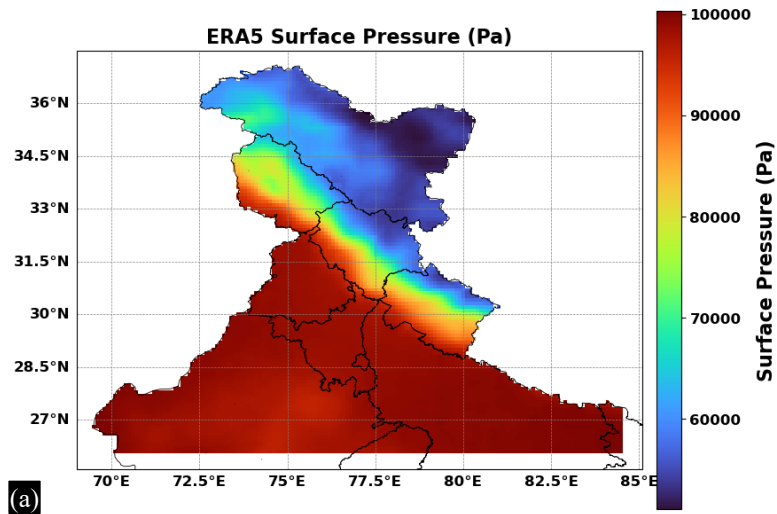 ERA5 Surface Pressure (Pa)
100000
90000
80000
70000
60000
Surface Pressure (Pa)
36°N
34.5°N
33°N
31.5°N
30°N
28.5°N
27°N
70°E
72.5°E
75°E
77.5°E
80°E
82.5°E
85°E
(a)